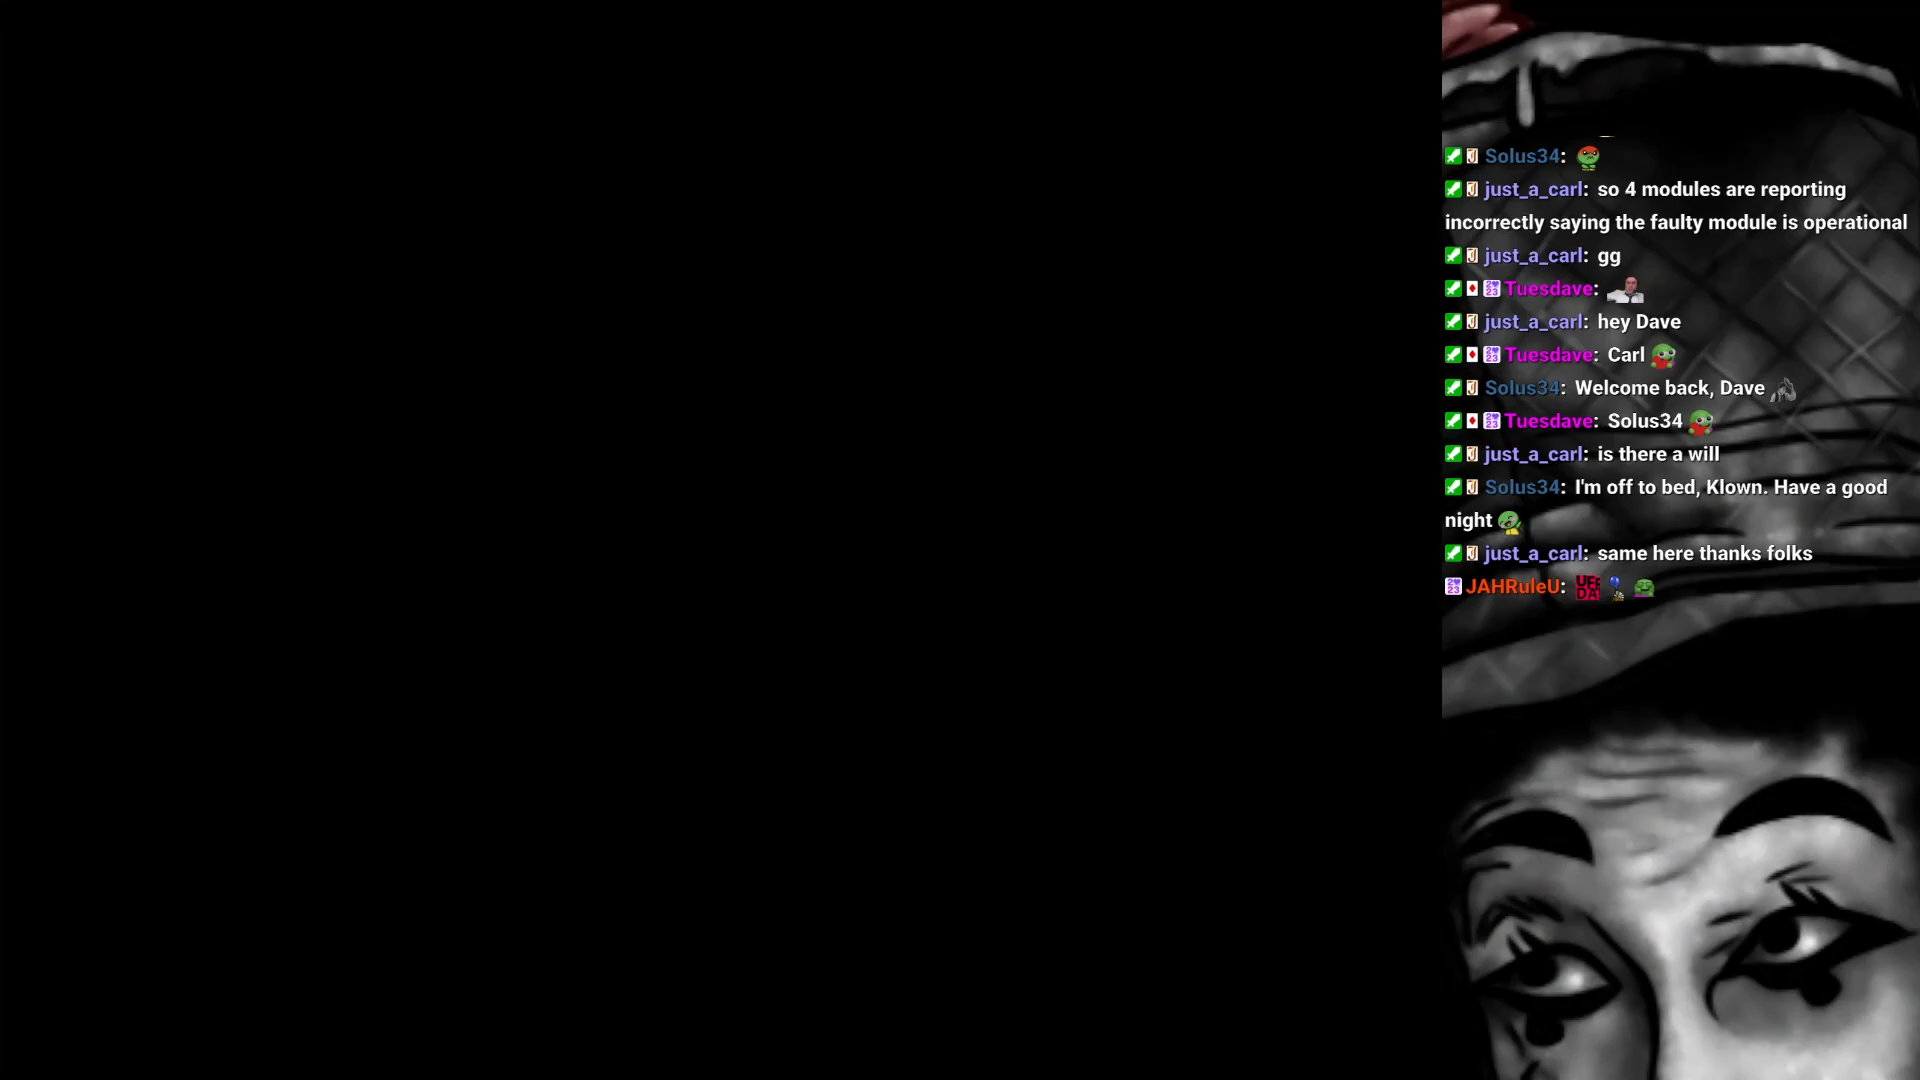 Solus34:
just_a_carl: so 4 modules are reporting
incorrectly saying the faulty module is operational
just_a_carl: gg
Tuesdave:
just_a_carl: hey Dave
Tuesdave: Carl
Solus34: Welcome back, Dave
Tuesdave: Solus34
just_a_carl: is there a will
Solus34: I'm off to bed, Klown. Have a good
night
just_a_carl: same here thanks folks
JAHRuleU: UFF DA